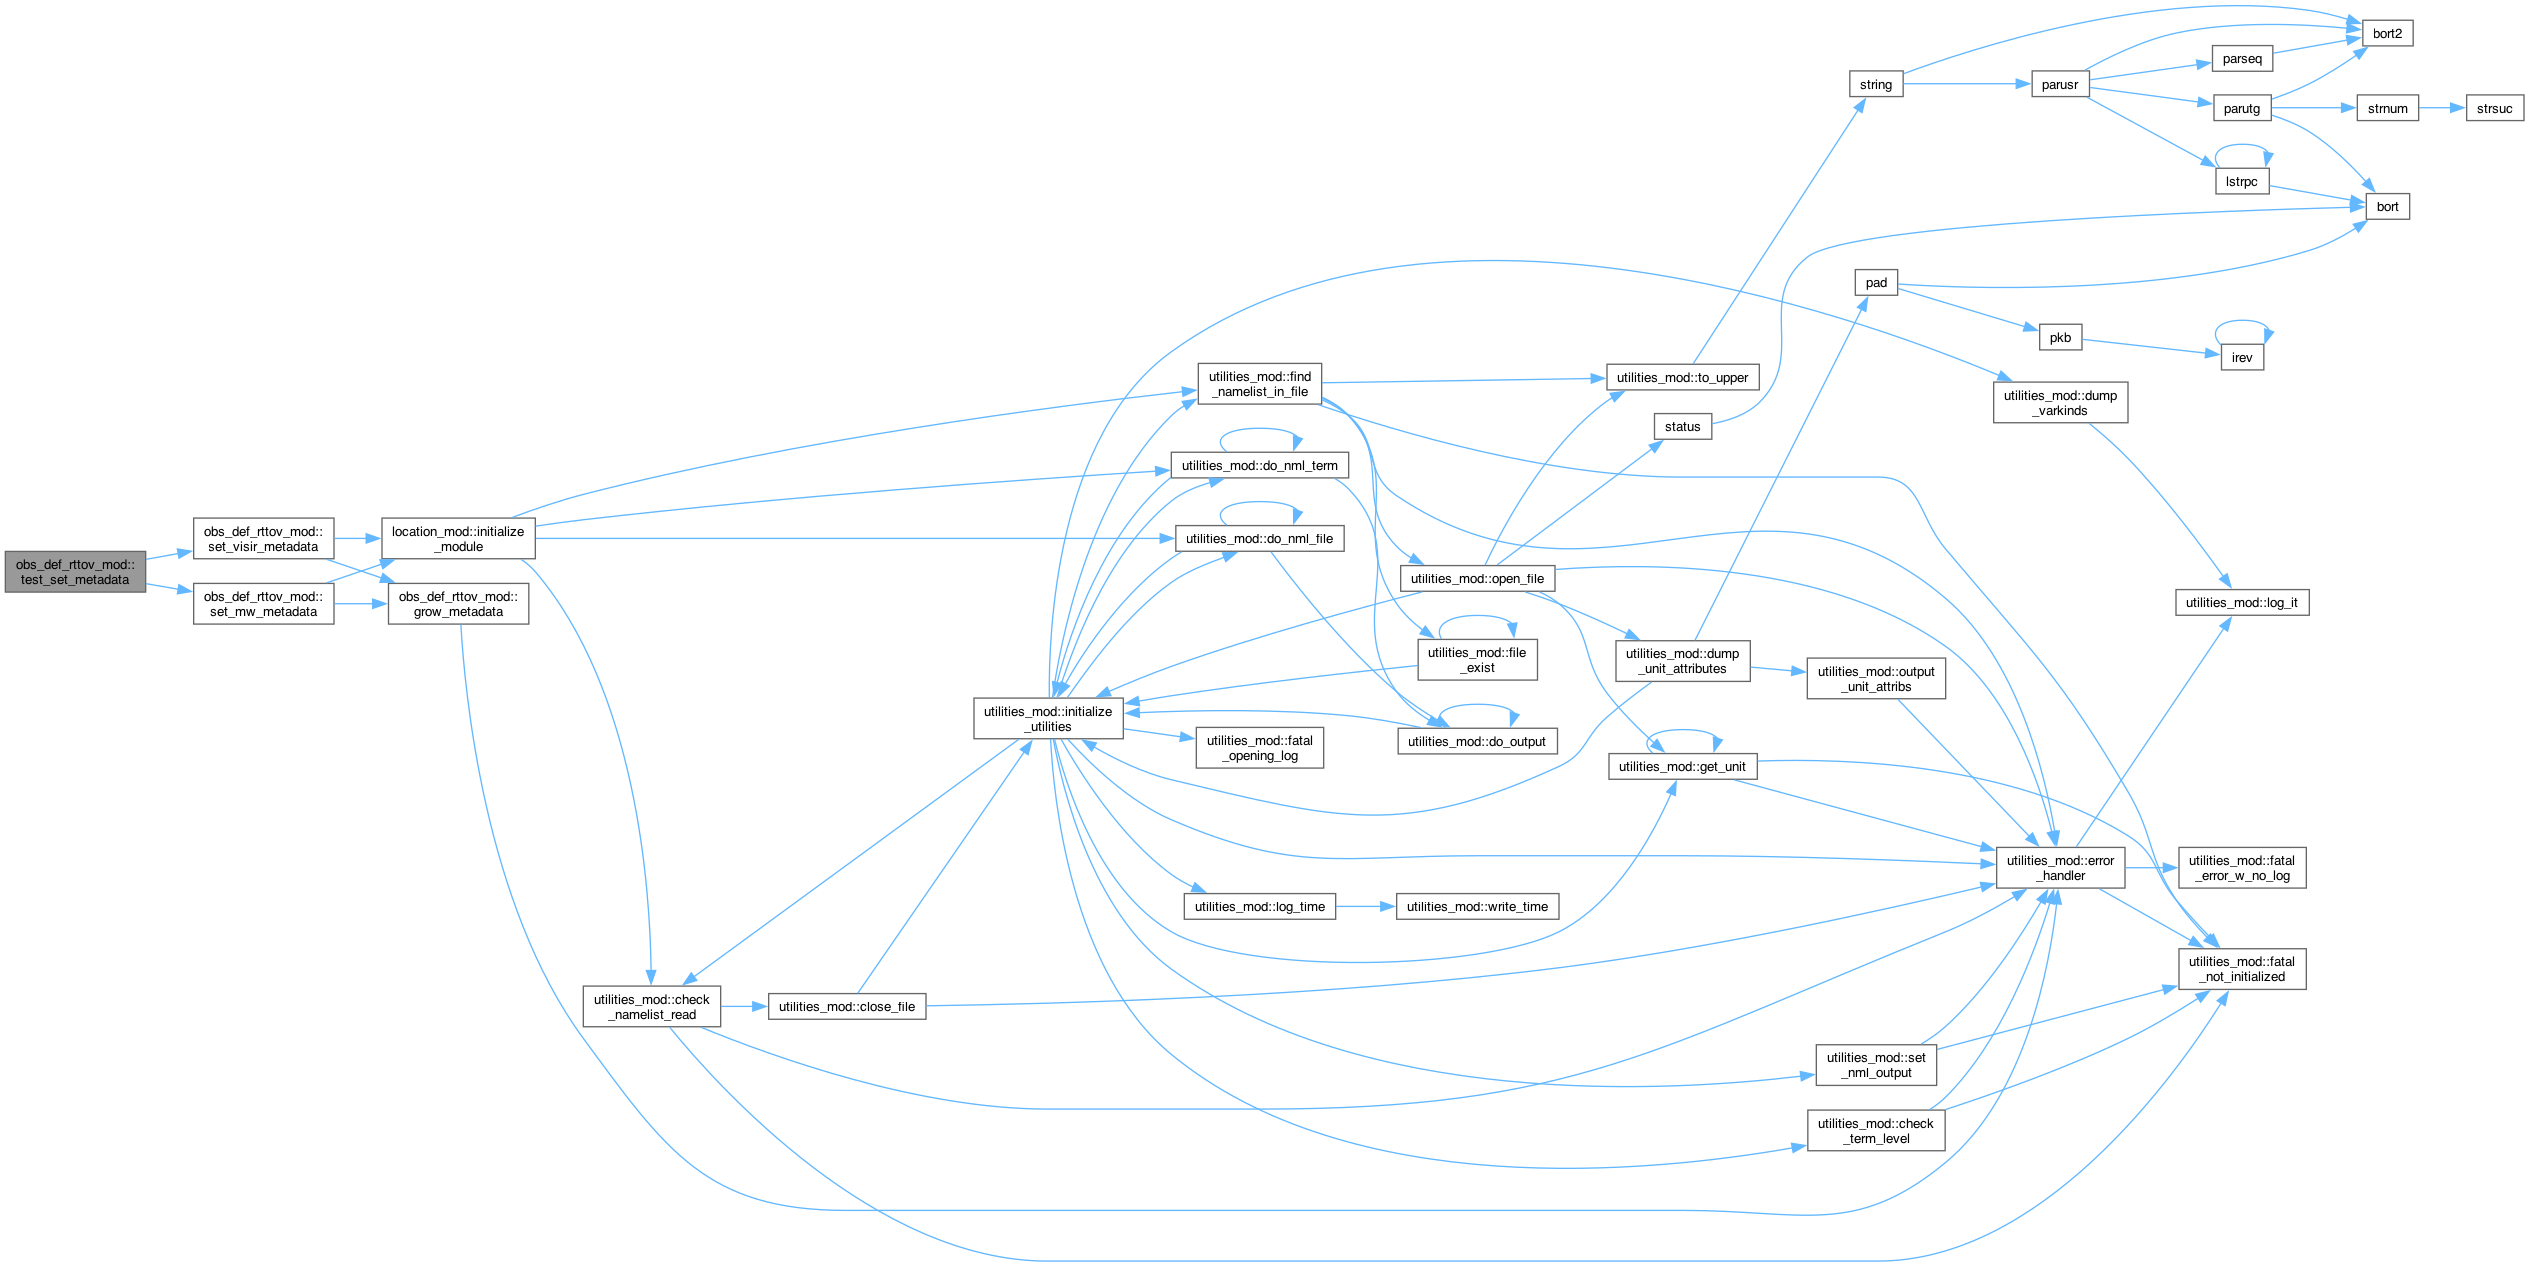 obs_def_rttov_mod::
test_set_metadata
obs_def_rttov_mod::
set_visir_metadata
obs_def_rttov_mod::
set_mw_metadata
location_mod::initialize
_module
obs_def_rttov_mod::
grow_metadata
utilities_mod::check
_namelist_read
utilities_mod::close_file
utilities_mod::initialize
_utilities
utilities_mod::find
_namelist_in_file
utilities_mod::do_nml_term
utilities_mod::do_nml_file
utilities_mod::fatal
_opening_log
utilities_mod::log_time
utilities_mod::open_file
utilities_mod::file
_exist
utilities_mod::do_output
utilities_mod::write_time
utilities_mod::to_upper
status
utilities_mod::dump
_unit_attributes
utilities_mod::get_unit
string
pad
utilities_mod::output
_unit_attribs
utilities_mod::set
_nml_output
utilities_mod::check
_term_level
parusr
pkb
utilities_mod::dump
_varkinds
utilities_mod::error
_handler
parseq
parutg
lstrpc
irev
utilities_mod::log_it
utilities_mod::fatal
_error_w_no_log
utilities_mod::fatal
_not_initialized
bort2
strnum
bort
strsuc